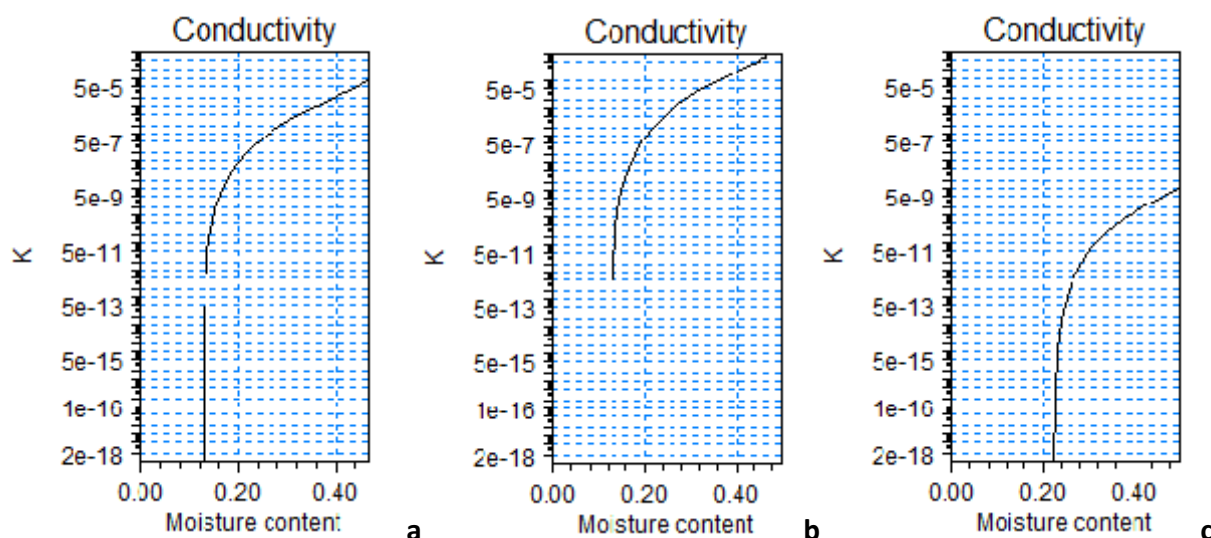 Conductivity
5e-5
5e-7
5e-9
5e-11
5e-13
5e-15
1e-16
2e-18
K
0.00 0.20 0.40
Moisture content
a
Conductivity
5e-5
5e-7
5e-9
5e-11
5e-13
5e-15
1e-16
2e-18
K
0.00 0.20 0.40
Moisture content
b
Conductivity
5e-5
5e-7
5e-9
5e-11
5e-13
5e-15
1e-16
2e-18
K
0.00 0.20 0.40
Moisture content
c